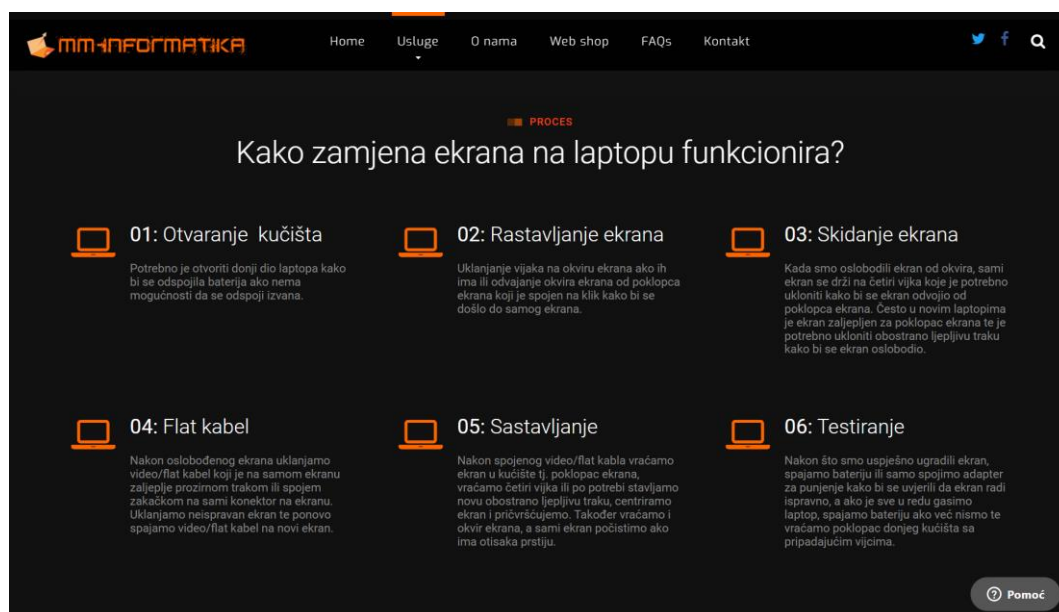 MM-INFORMATIKA
Home Usluge O nama Web shop FAQs Kontakt
PROCES
Kako zamjena ekrana na laptopu funkcionira?
01: Otvaranje kučišta
Potrebno je otvoriti donji dio laptopa kako
bi se odspojila baterija ako nema
mogućnosti da se odspoji izvana.
02: Rastavljanje ekrana
Uklanjanje vijaka na okviru ekrana ako ih
ima ili odvajanje okvira ekrana od poklopca
ekrana koji je spojen na klik kako bi se
došlo do samog ekrana.
03: Skidanje ekrana
Kada smo oslobodili ekran od okvira, sami
ekran se drži na četiri vijka koje je potrebno
ukloniti kako bi se ekran odvojio od
poklopca ekrana. Često u novim laptopima
je ekran zaljepljen za poklopac ekrana te je
potrebno ukloniti obostrano ljepljivu traku
kako bi se ekran oslobodio.
04: Flat kabel
Nakon oslobođenog ekrana uklanjamo
video/flat kabel koji je na samom ekranu
zaljeplje prozirnom trakom ili spojem
zakačkom na sami konektor na ekranu.
Uklanjamo neispravan ekran te ponovo
spajamo video/flat kabel na novi ekran.
05: Sastavljanje
Nakon spojenog video/flat kabla vraćamo
ekran u kućište tj. poklopac ekrana,
vraćamo četiri vijka ili po potrebi stavljamo
novu obostrano ljepljivu traku, centriramo
ekran i pričvršćujemo. Također vraćamo i
okvir ekrana, a sami ekran počistimo ako
ima otisaka prstiju.
06: Testiranje
Nakon što smo uspješno ugradili ekran,
spajamo bateriju ili samo spojimo adapter
za punjenje kako bi se uvjerili da ekran radi
ispravno, a ako je sve u redu gasimo
laptop, spajamo bateriju ako već nismo te
vraćamo poklopac donjeg kućišta sa
pripadajućim vijcima.
Pomoć